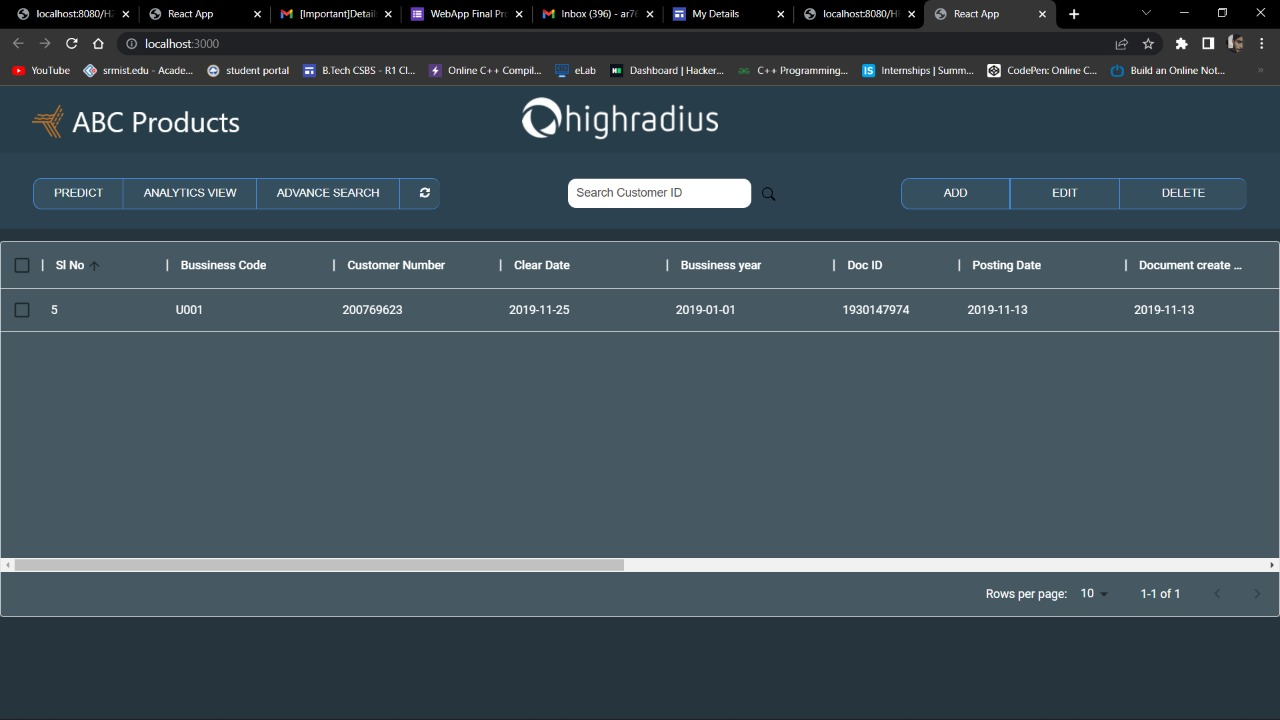 localhost:8080/H2
React App
[Important]Detail
WebApp Final Pro
Inbox (396) - ar76
My Details
localhost:8080/HI
React App
localhost:3000
YouTube
srmist.edu - Acade...
student portal
B.Tech CSBS - R1 Cl...
Online C++ Compil...
eLab
Dashboard | Hacker...
C++ Programming...
IS
Internships | Summ...
CodePen: Online C...
Build an Online Not...
»
ABC Products
highradius
PREDICT
ANALYTICS VIEW
ADVANCE SEARCH
Search Customer ID
ADD
EDIT
DELETE
Sl No | Bussiness Code | Customer Number | Clear Date | Bussiness year | Doc ID | Posting Date | Document create ...
5 U001 200769623 2019-11-25 2019-01-01 1930147974 2019-11-13 2019-11-13
Rows per page: 10 1-1 of 1